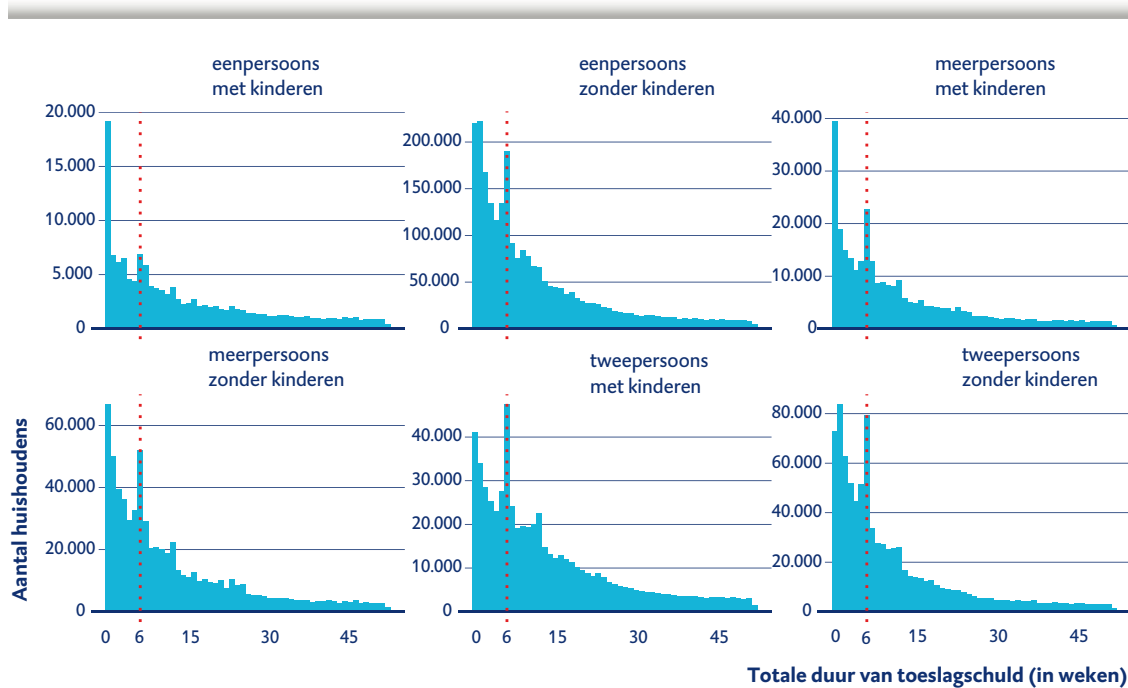 eenpersoons
met kinderen
20.000
15.000
10.000
5.000
0
eenpersoons
zonder kinderen
200.000
150.000
100.000
50.000
0
meerpersoons
met kinderen
40.000
30.000
20.000
10.000
0
meerpersoons
zonder kinderen
60.000
40.000
20.000
0
0 6 15 30 45
tweepersoons
met kinderen
40.000
30.000
20.000
10.000
0
0 6 15 30 45
tweepersoons
zonder kinderen
80.000
60.000
40.000
20.000
0
0 6 15 30 45
Aantal huishoudens
Totale duur van toeslagschuld (in weken)